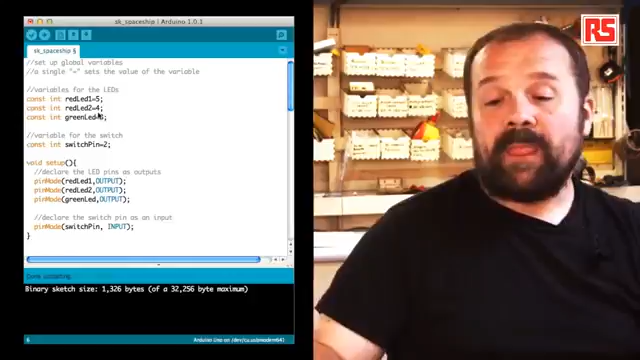 sk_spaceship | Arduino 1.0.1
RS
sk_spaceship §
//set up global variables
//a single "=" sets the value of the variable
//variables for the LEDs
const int redLed1=5;
const int redLed2=4;
const int greenLed=3;
//variable for the switch
const int switchPin=2;
void setup(){
//declare the LED pins as outputs
pinMode(redLed1,OUTPUT);
pinMode(redLed2,OUTPUT);
pinMode(greenLed,OUTPUT);
//declare the switch pin as an input
pinMode(switchPin, INPUT);
}
Done compiling.
Binary sketch size: 1,326 bytes (of a 32,256 byte maximum)
6